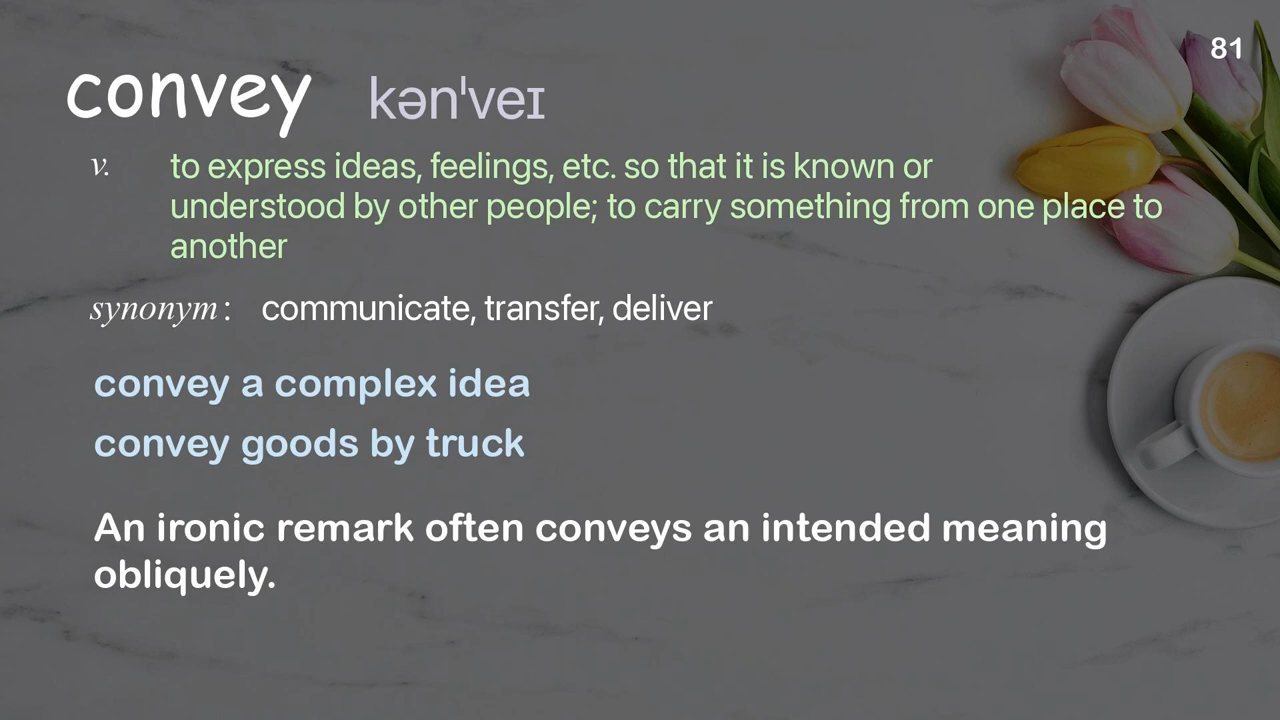 81
convey kən'veɪ
v. to express ideas, feelings, etc. so that it is known or
understood by other people; to carry something from one place to
another
synonym: communicate, transfer, deliver
convey a complex idea
convey goods by truck
An ironic remark often conveys an intended meaning
obliquely.